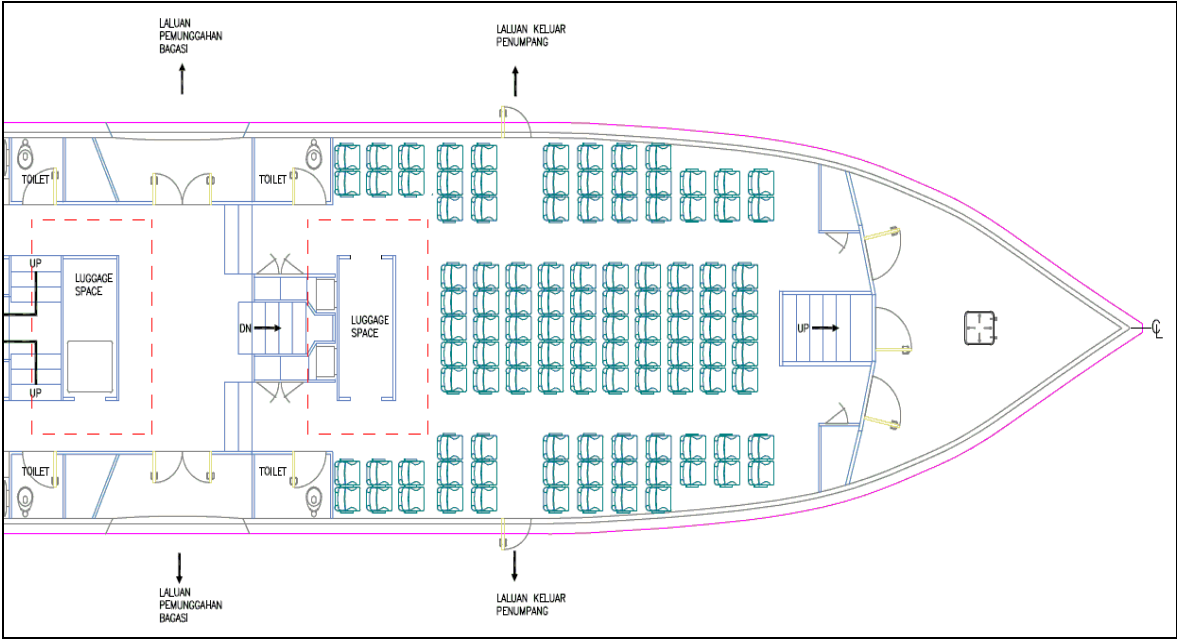 LALUAN
PEMUNGGAHAN
BAGASI
LALUAN KELUAR
PENUMPANG
TOILET
TOILET
UP
LUGGAGE
SPACE
DN
LUGGAGE
SPACE
UP
℄
UP
TOILET
TOILET
LALUAN
PEMUNGGAHAN
BAGASI
LALUAN KELUAR
PENUMPANG